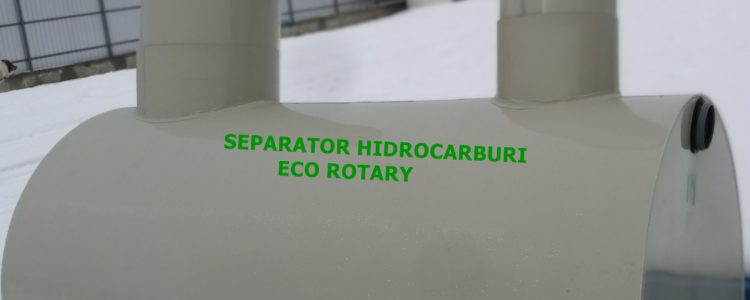 SEPARATOR HIDROCARBURI
ECO ROTARY